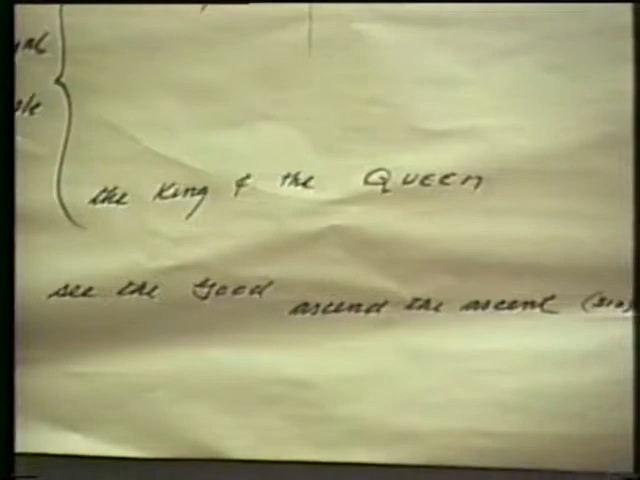 the King & the Queen
see the Good ascend the ascent